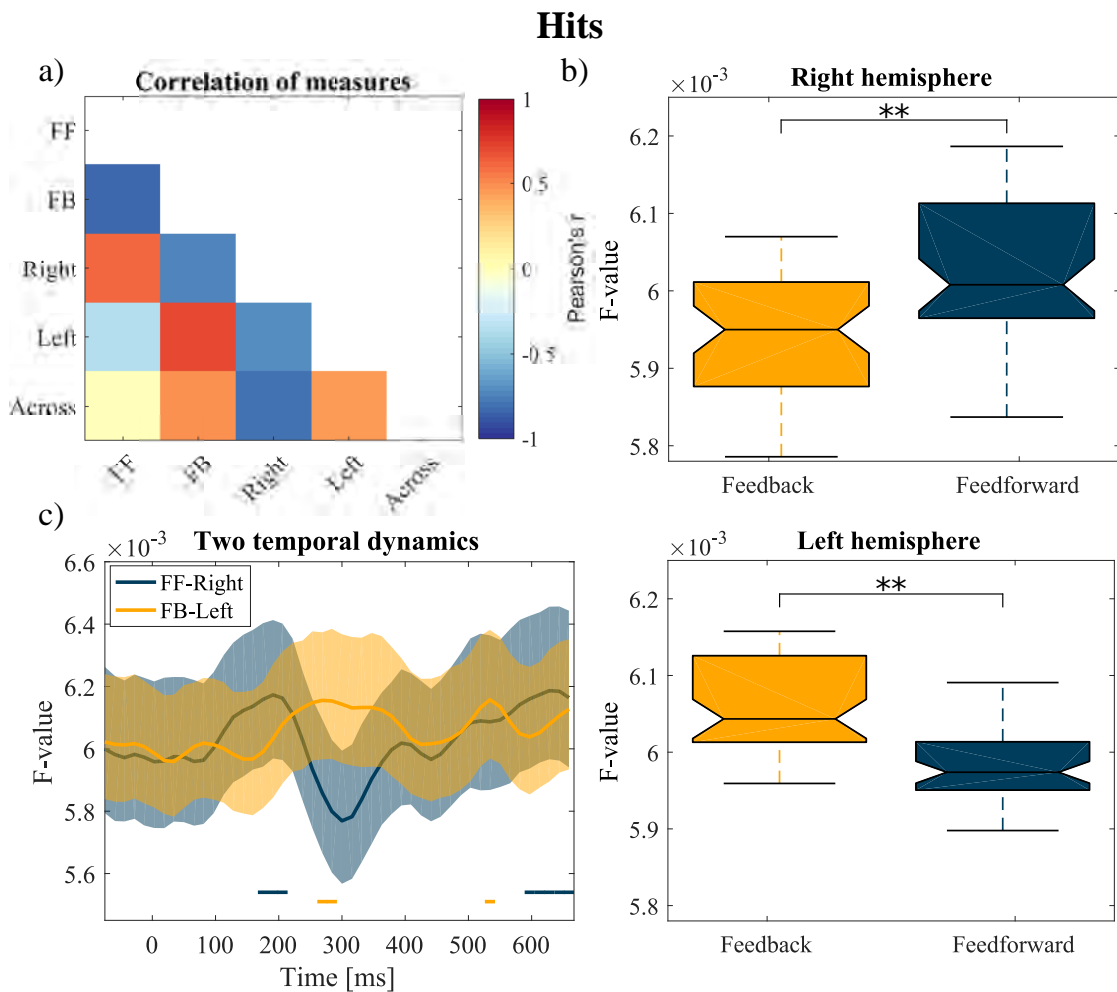 Hits
a)
Correlation of measures
FF
FB
Right
Left
Across
FF
FB
Right
Left
Across
1
0.5
0
-0.5
-1
Pearson's r
b)
×10⁻³
Right hemisphere
**
6.2
6.1
6
5.9
5.8
F-value
Feedback
Feedforward
c)
×10⁻³
Two temporal dynamics
FF-Right
FB-Left
6.6
6.4
6.2
6
5.8
5.6
F-value
0
100
200
300
400
500
600
Time [ms]
×10⁻³
Left hemisphere
**
6.2
6.1
6
5.9
5.8
F-value
Feedback
Feedforward